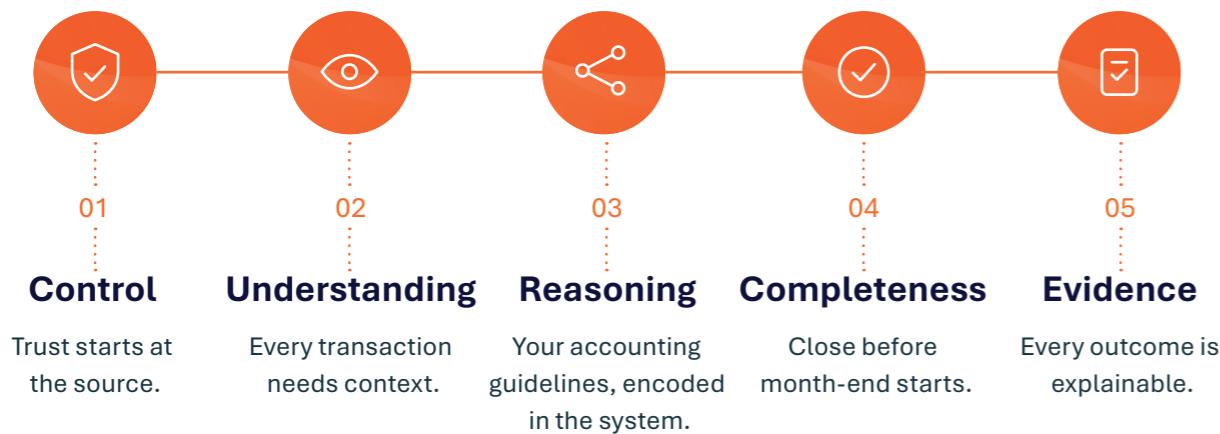 01
02
03
04
05
Control
Understanding
Reasoning
Completeness
Evidence
Trust starts at
the source.
Every transaction
needs context.
Your accounting
guidelines, encoded
in the system.
Close before
month-end starts.
Every outcome is
explainable.